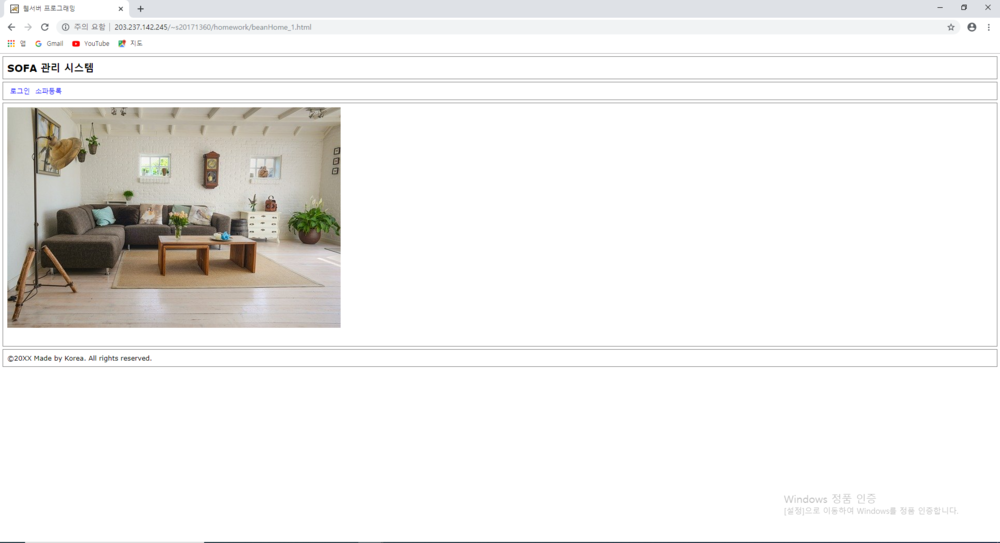 웹서버 프로그래밍
주의 요함 | 203.237.142.245/~s20171360/homework/beanHome_1.html
앱 Gmail YouTube 지도
SOFA 관리 시스템
로그인 소파등록
©20XX Made by Korea. All rights reserved.
Windows 정품 인증
[설정]으로 이동하여 Windows를 정품 인증합니다.